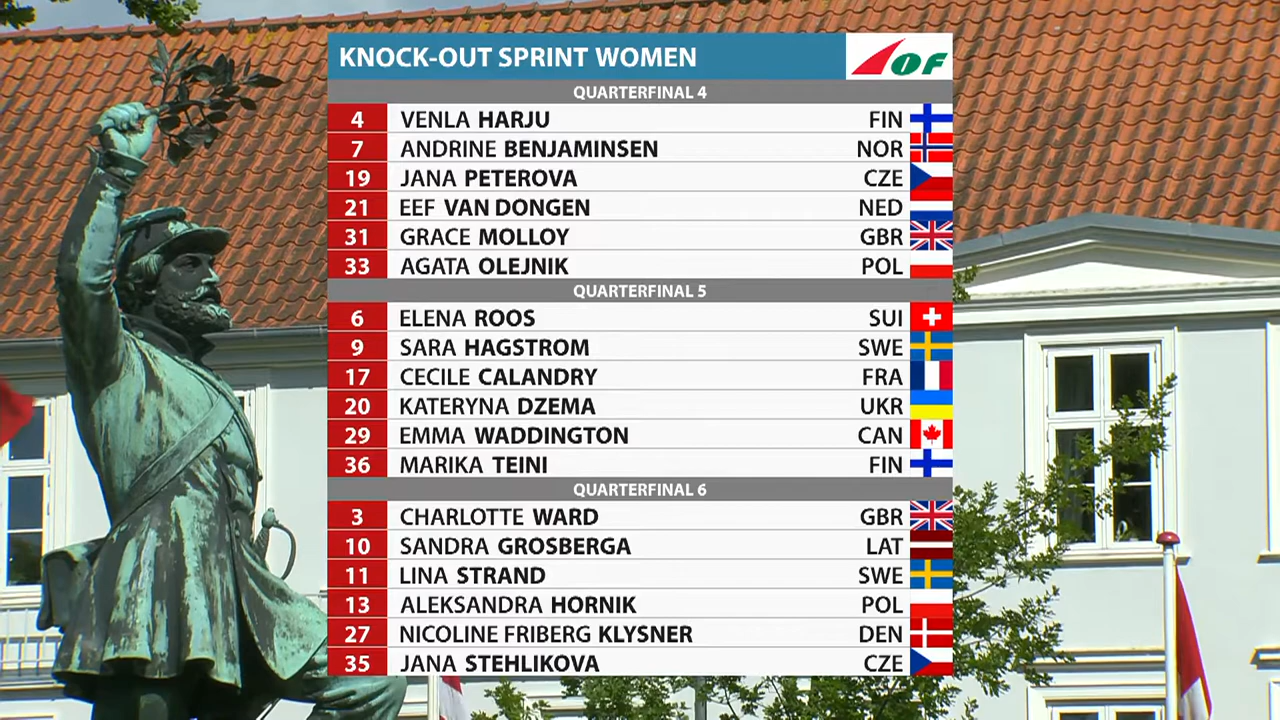 KNOCK-OUT SPRINT WOMEN
IOF
QUARTERFINAL 4
4 VENLA HARJU FIN
7 ANDRINE BENJAMINSEN NOR
19 JANA PETEROVA CZE
21 EEF VAN DONGEN NED
31 GRACE MOLLOY GBR
33 AGATA OLEJNIK POL
QUARTERFINAL 5
6 ELENA ROOS SUI
9 SARA HAGSTROM SWE
17 CECILE CALANDRY FRA
20 KATERYNA DZEMA UKR
29 EMMA WADDINGTON CAN
36 MARIKA TEINI FIN
QUARTERFINAL 6
3 CHARLOTTE WARD GBR
10 SANDRA GROSBERGA LAT
11 LINA STRAND SWE
13 ALEKSANDRA HORNIK POL
27 NICOLINE FRIBERG KLYSNER DEN
35 JANA STEHLIKOVA CZE